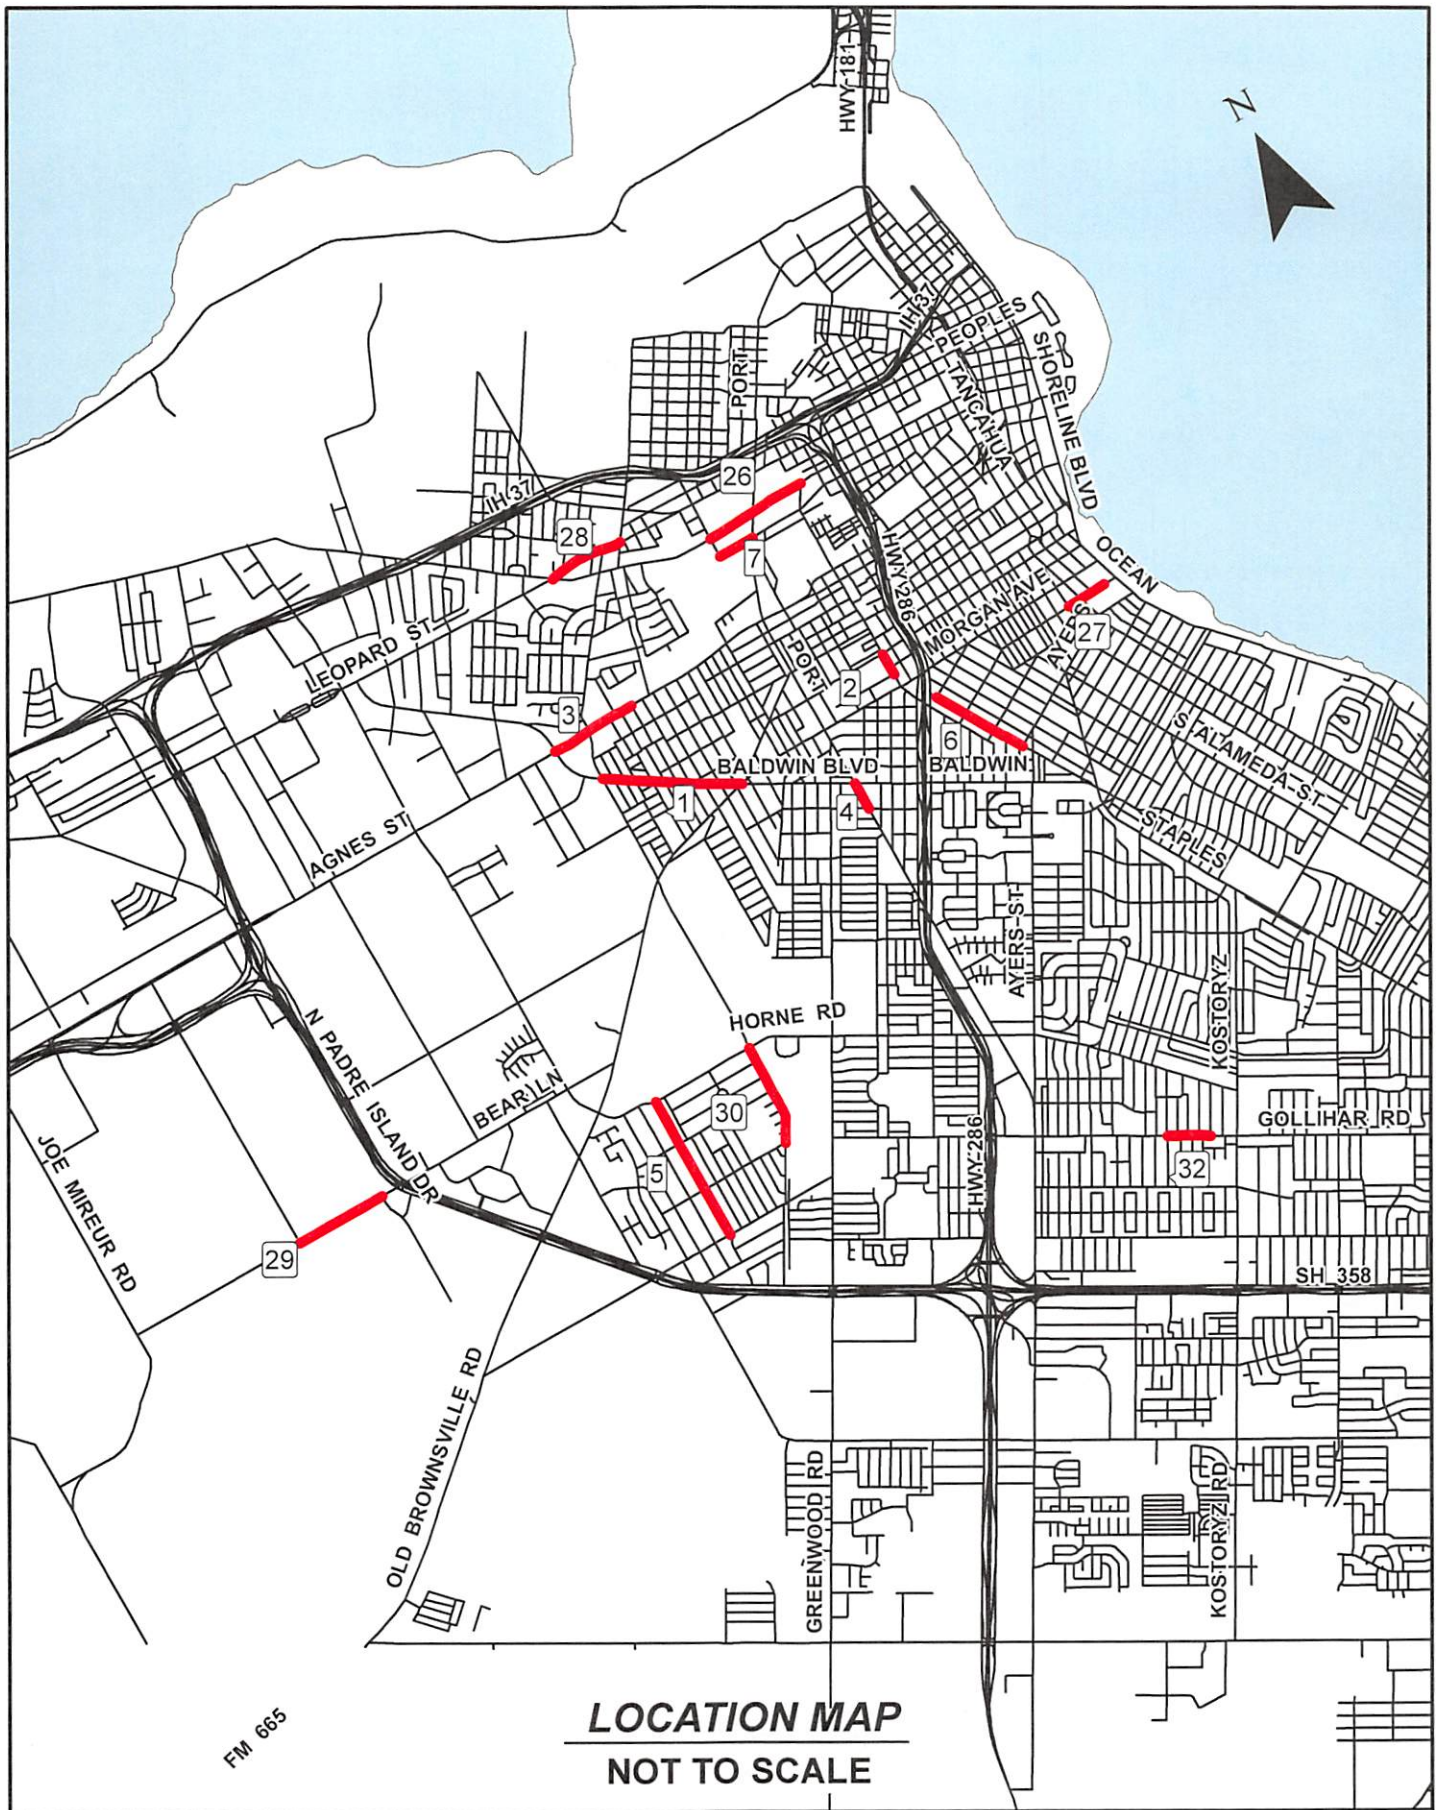 HWY 181
N
IH 37
PEOPLES
PORT
SHORELINE BLVD
TANCAHUA
26
IH 37
28
7
HWY 286
OCEAN
MORGAN AVE
AYERS
27
LEOPARD ST
PORT
2
3
6
S ALAMEDA ST
BALDWIN BLVD
BALDWIN
1
4
STAPLES
AGNES ST
AYERS ST
KOSTORYZ
HORNE RD
N PADRE ISLAND DR
BEAR LN
30
GOLLIHAR RD
HWY 286
5
32
JOE MIREUR RD
29
SH 358
OLD BROWNSVILLE RD
GREENWOOD RD
KOSTORYZ RD
FM 665
LOCATION MAP
NOT TO SCALE